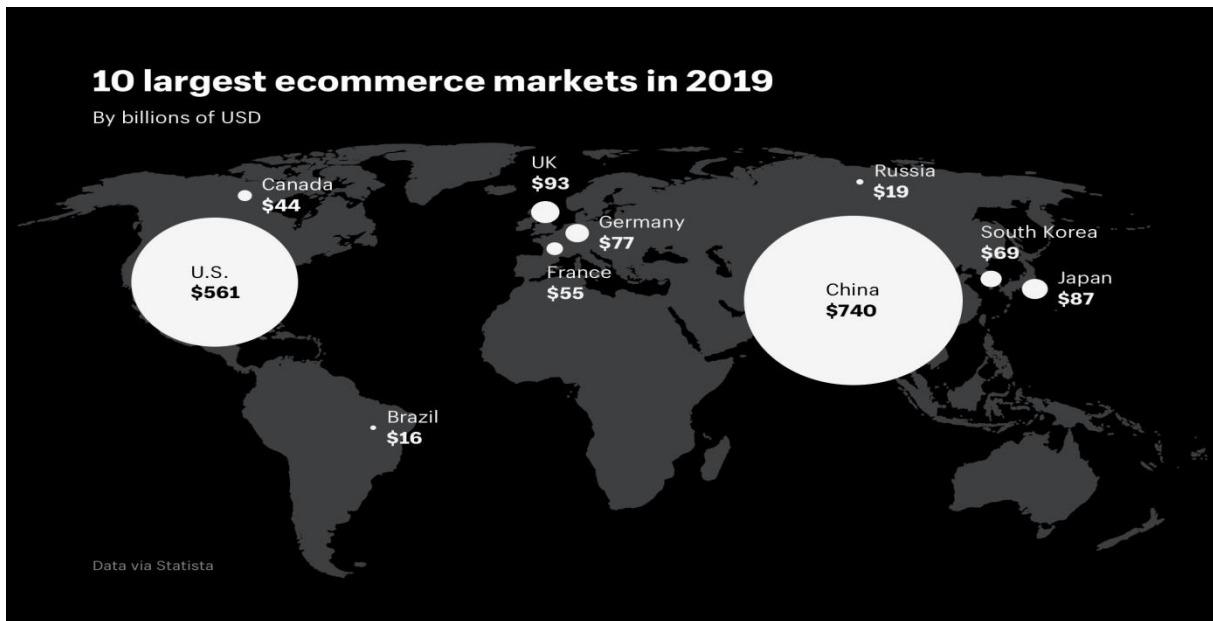 10 largest ecommerce markets in 2019
By billions of USD
Canada
$44
U.S.
$561
Brazil
$16
UK
$93
Germany
$77
France
$55
Russia
$19
China
$740
South Korea
$69
Japan
$87
Data via Statista